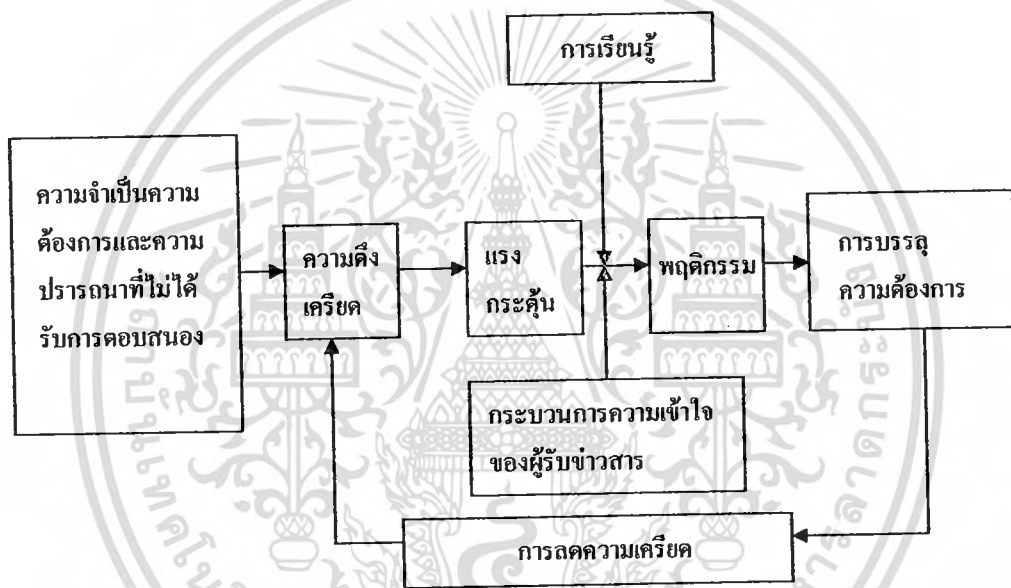 การเรียนรู้
ความจำเป็นความ
ต้องการและความ
ปรารถนาที่ไม่ได้
รับการตอบสนอง
ความตึง
เครียด
แรง
กระตุ้น
พฤติกรรม
การบรรลุ
ความต้องการ
กระบวนการความเข้าใจ
ของผู้รับข่าวสาร
การลดความเครียด